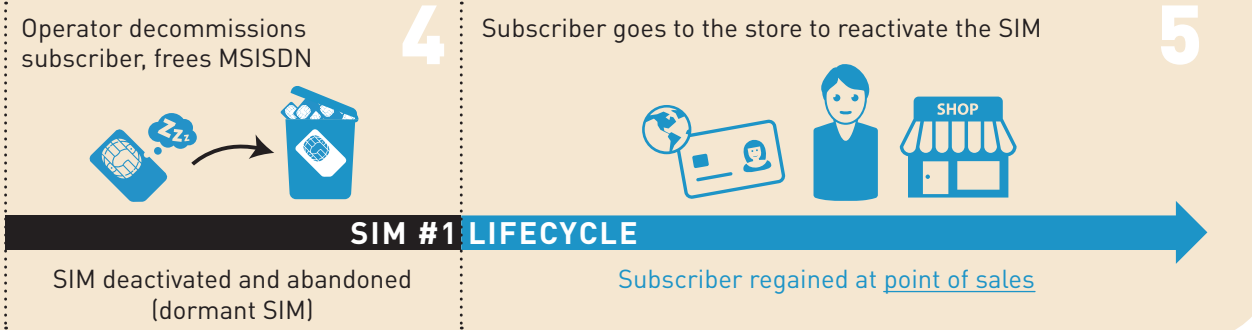 Operator decommissions
subscriber, frees MSISDN
4
Zzz
SIM deactivated and abandoned
(dormant SIM)
Subscriber goes to the store to reactivate the SIM
5
SHOP
SIM #1 LIFECYCLE
Subscriber regained at point of sales